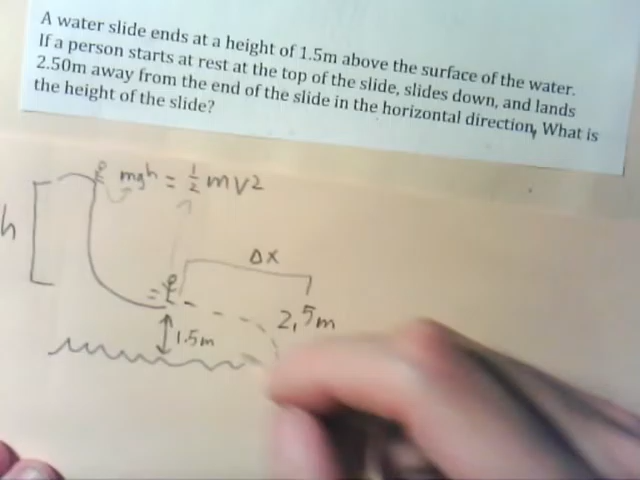 A water slide ends at a height of 1.5m above the surface of the water.
If a person starts at rest at the top of the slide, slides down, and lands
2.50m away from the end of the slide in the horizontal direction, What is
the height of the slide?
mgh = 1/2 mv2
h
Δx
2,5m
1.5m